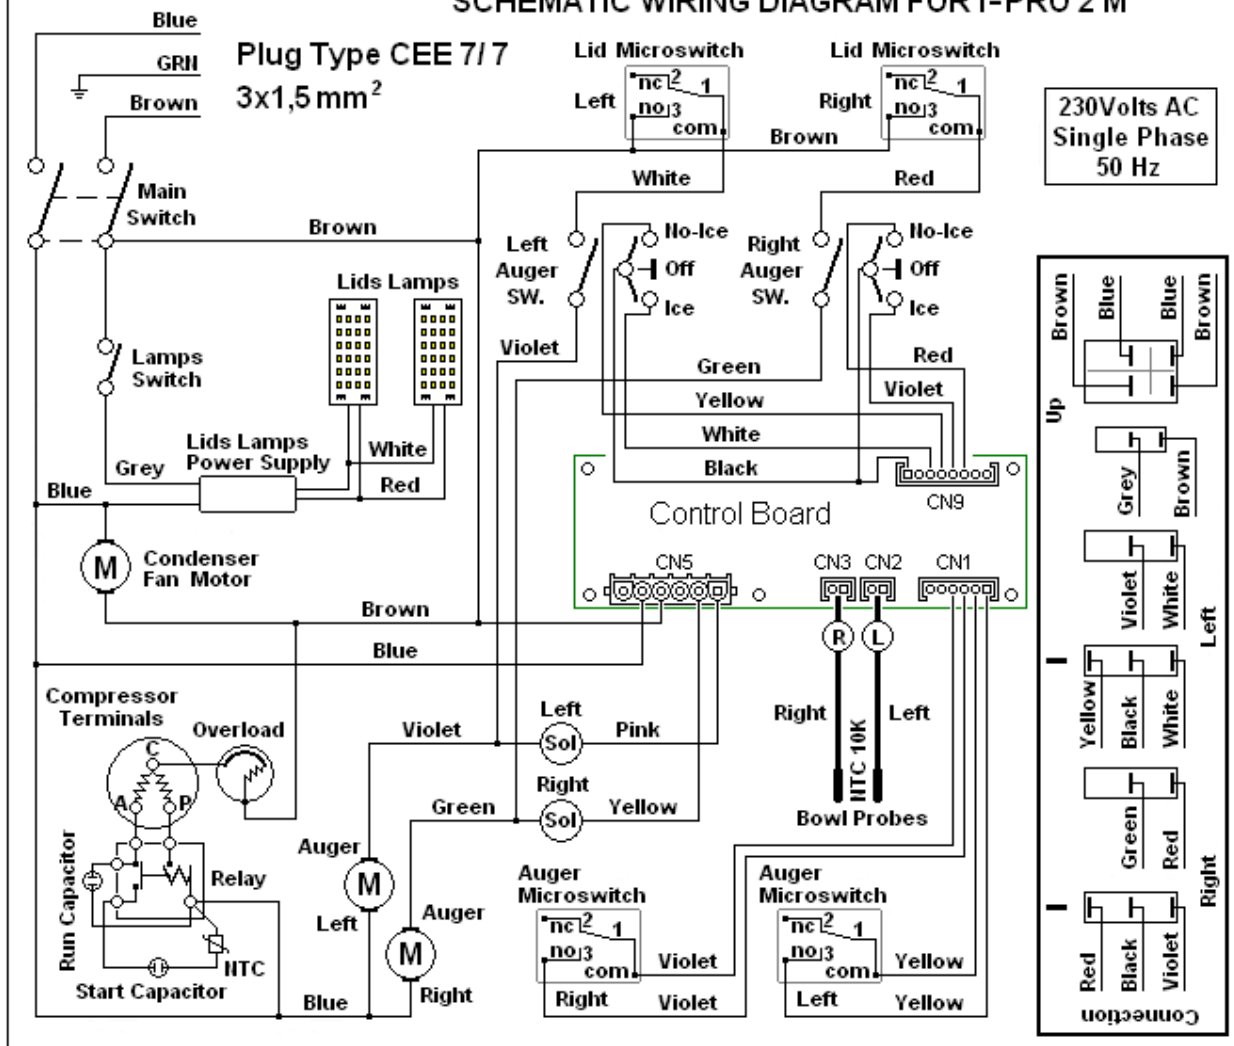 SCHEMATIC WIRING DIAGRAM FOR I-PRO 2 M
Blue
GRN
Brown
Plug Type CEE 7/7
3x1,5 mm²
Lid Microswitch
Left
nc 2 1
no 3
com
Lid Microswitch
Right
nc 2 1
no 3
com
Brown
230Volts AC
Single Phase
50 Hz
White
Red
Main
Switch
Brown
Left
Auger
SW.
No-Ice
Off
Ice
Right
Auger
SW.
No-Ice
Off
Ice
Lids Lamps
Lamps
Switch
Violet
Green
Red
Yellow
Violet
White
Black
Lids Lamps
Power Supply
Grey
Blue
White
Red
Control Board
CN9
CN5
CN3
CN2
CN1
M
Condenser
Fan Motor
Brown
Blue
R
L
Right
NTC 10K
Left
Bowl Probes
Compressor
Terminals
Overload
C
A
P
Violet
Left
Sol
Pink
Green
Right
Sol
Yellow
Run Capacitor
Relay
NTC
Start Capacitor
Auger
M
Left
Auger
M
Right
Blue
Auger
Microswitch
nc 2 1
no 3
com
Right
Violet
Violet
Auger
Microswitch
nc 2 1
no 3
com
Left
Yellow
Yellow
Brown
Blue
Blue
Brown
Up
Grey
Brown
Violet
White
Left
Yellow
Black
White
Green
Red
Right
Red
Black
Violet
Connection